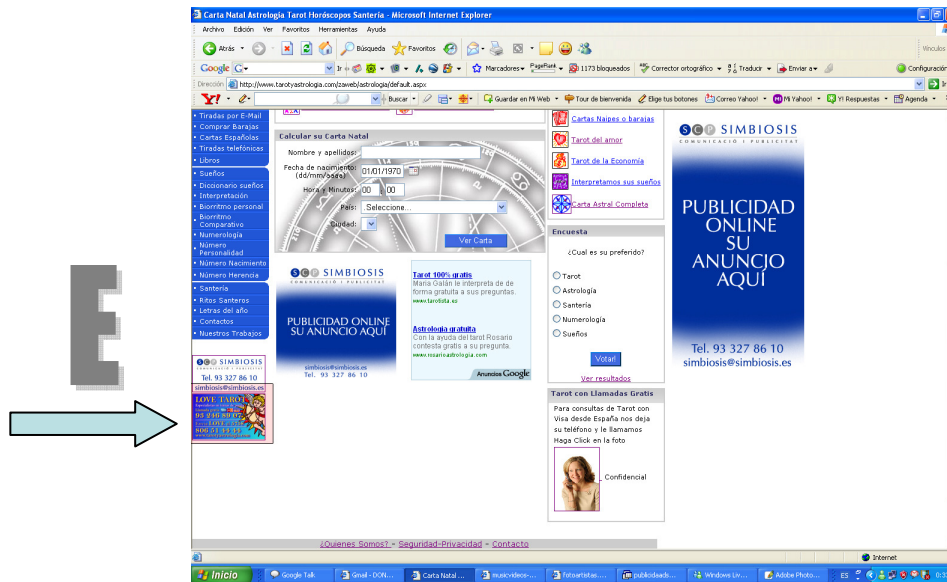 Carta Natal Astrología Tarot Horóscopos Santería - Microsoft Internet Explorer
Archivo Edición Ver Favoritos Herramientas Ayuda
Atrás Búsqueda Favoritos
Vínculos
Google G Ir Marcadores PageRank 1173 bloqueados Corrector ortográfico Traducir Enviar a Configuración
Dirección http://www.tarotyastrologia.com/zaweb/astrologia/default.aspx Ir
Y! Buscar Guardar en Mi Web Tour de bienvenida Elige tus botones Correo Yahoo! Mi Yahoo! Y! Respuestas Agenda
Tiradas por E-Mail
Comprar Barajas
Cartas Españolas
Tiradas telefónicas
Libros
Sueños
Diccionario sueños
Interpretación
Biorritmo personal
Biorritmo
Comparativo
Numerología
Número
Personalidad
Número Nacimiento
Número Herencia
Santería
Ritos Santeros
Letras del año
Contactos
Nuestros Trabajos
SCP SIMBIOSIS
COMUNICACIÓ I PUBLICITAT
Tel. 93 327 86 10
simbiosis@simbiosis.es
LOVE TAROT
E
Calcular su Carta Natal
Nombre y apellidos:
Fecha de nacimiento:
(dd/mm/aaaa)
01/01/1970
Hora y Minutos: 00 : 00
País: .Seleccione...
Ciudad:
Ver Carta
SCP SIMBIOSIS
COMUNICACIÓ I PUBLICITAT
PUBLICIDAD ONLINE
SU ANUNCIO AQUÍ
simbiosis@simbiosis.es
Tel. 93 327 86 10
Tarot 100% gratis
Maria Galán le interpreta de de
forma gratuita a sus preguntas.
www.tarotista.es
Astrologia gratuita
Con la ayuda del tarot Rosario
contesta gratis a su pregunta.
www.rosarioastrologia.com
Anuncios Google
Cartas Naipes o barajas
Tarot del amor
Tarot de la Economía
Interpretamos sus sueños
Carta Astral Completa
Encuesta
¿Cual es su preferido?
Tarot
Astrología
Santería
Numerología
Sueños
Votar!
Ver resultados
Tarot con Llamadas Gratis
Para consultas de Tarot con
Visa desde España nos deja
su teléfono y le llamamos
Haga Click en la foto
Confidencial
SCP SIMBIOSIS
COMUNICACIÓ I PUBLICITAT
PUBLICIDAD
ONLINE
SU
ANUNCIO
AQUÍ
Tel. 93 327 86 10
simbiosis@simbiosis.es
¿Quienes Somos? - Seguridad-Privacidad - Contacto
Internet
Inicio Google Talk Gmail - DON... Carta Natal ... musicvideos-... fotoartistas.... publicidaads... Windows Liv... Adobe Photo... ES